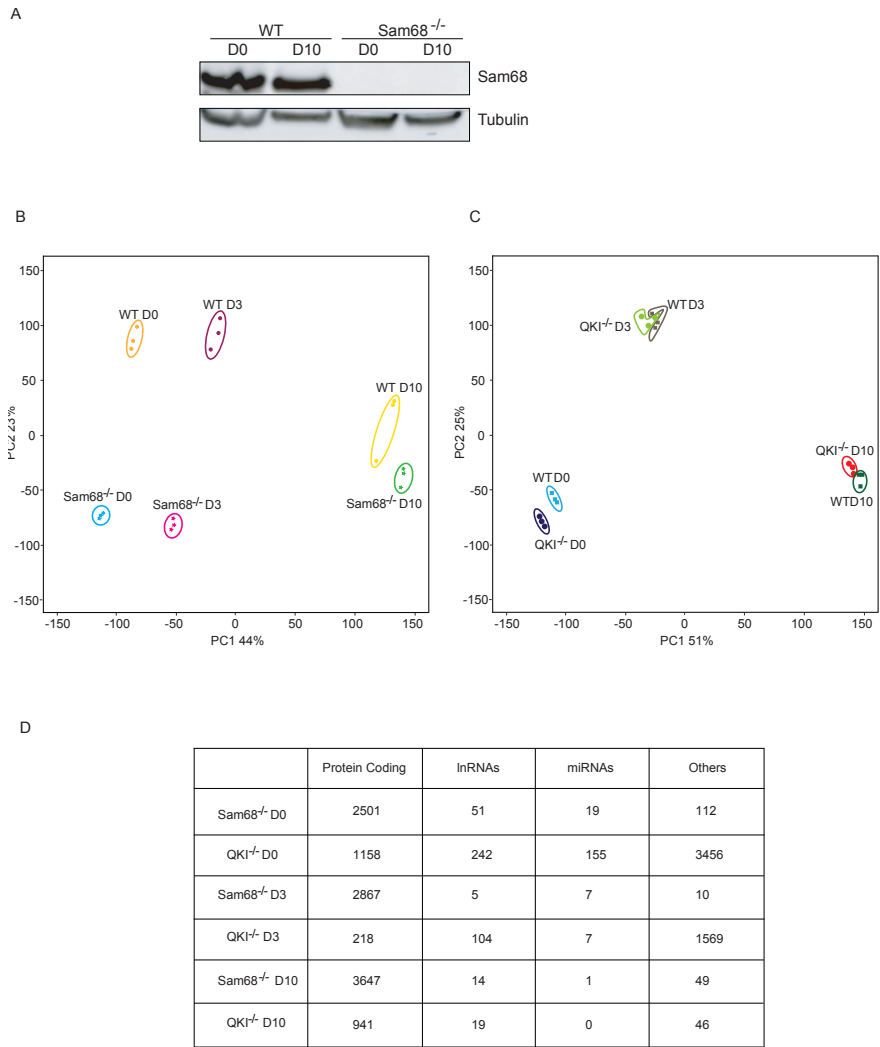 A
WT Sam68-/-
D0 D10 D0 D10
Sam68
Tubulin
B
150
100
50
0
-50
-100
-150
PC2 23%
WT D0
WT D3
WT D10
Sam68-/- D0
Sam68-/- D3
Sam68-/- D10
-150 -100 -50 0 50 100 150
PC1 44%
C
150
100
50
0
-50
-100
-150
PC2 25%
WT D3
QKI-/- D3
QKI-/- D10
WT D10
WT D0
QKI-/- D0
-150 -100 -50 0 50 100 150
PC1 51%
D
Protein Coding lnRNAs miRNAs Others
Sam68-/- D0 2501 51 19 112
QKI-/- D0 1158 242 155 3456
Sam68-/- D3 2867 5 7 10
QKI-/- D3 218 104 7 1569
Sam68-/- D10 3647 14 1 49
QKI-/- D10 941 19 0 46